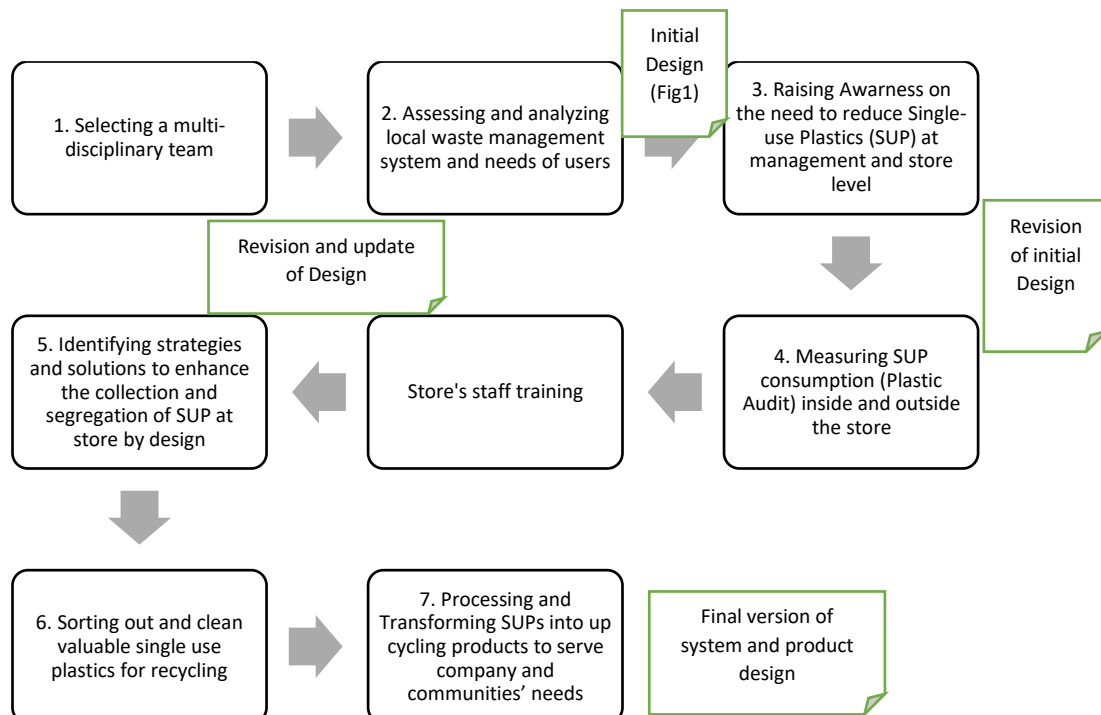 1. Selecting a multi-
disciplinary team
2. Assessing and analyzing
local waste management
system and needs of users
Initial
Design
(Fig1)
3. Raising Awarness on
the need to reduce Single-
use Plastics (SUP) at
management and store
level
Revision
of initial
Design
4. Measuring SUP
consumption (Plastic
Audit) inside and outside
the store
Store's staff training
Revision and update
of Design
5. Identifying strategies
and solutions to enhance
the collection and
segregation of SUP at
store by design
6. Sorting out and clean
valuable single use
plastics for recycling
7. Processing and
Transforming SUPs into up
cycling products to serve
company and
communities’ needs
Final version of
system and product
design